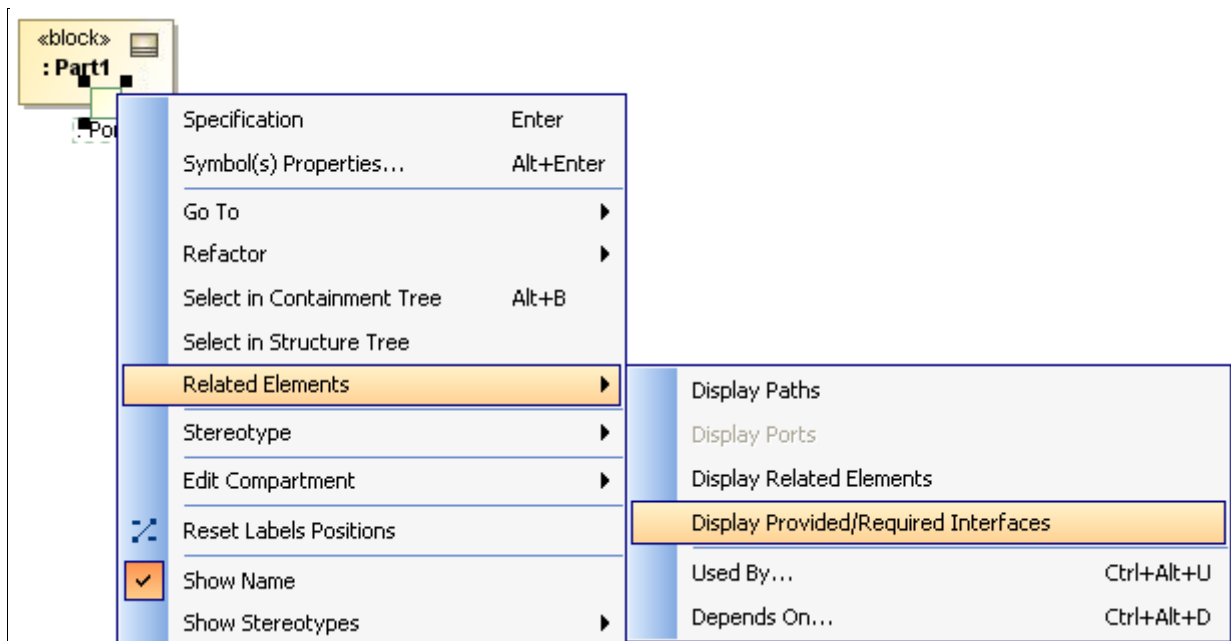 «block»
: Part1
: Por
Specification Enter
Symbol(s) Properties... Alt+Enter
Go To
Refactor
Select in Containment Tree Alt+B
Select in Structure Tree
Related Elements
Display Paths
Stereotype
Display Ports
Edit Compartment
Display Related Elements
Reset Labels Positions
Display Provided/Required Interfaces
Show Name
Used By... Ctrl+Alt+U
Show Stereotypes
Depends On... Ctrl+Alt+D